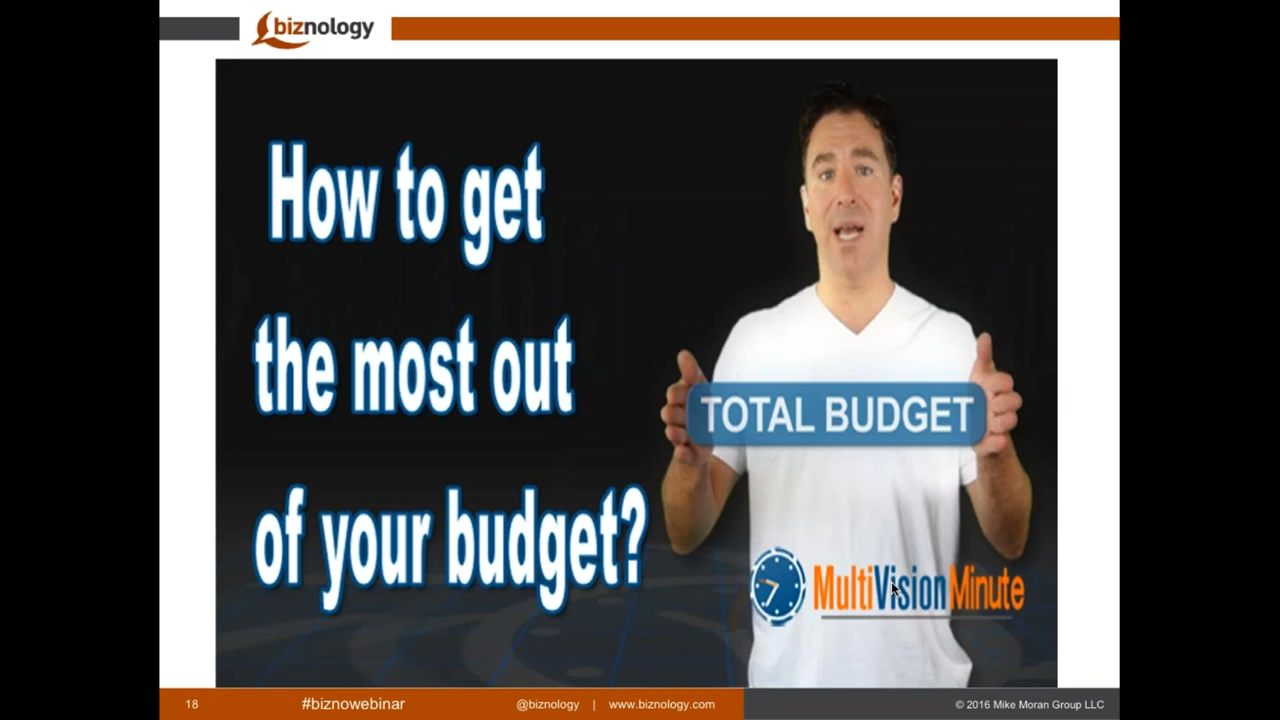 biznology
How to get
the most out
of your budget?
TOTAL BUDGET
MultiVision Minute
18
#biznowebinar
@biznology | www.biznology.com
© 2016 Mike Moran Group LLC